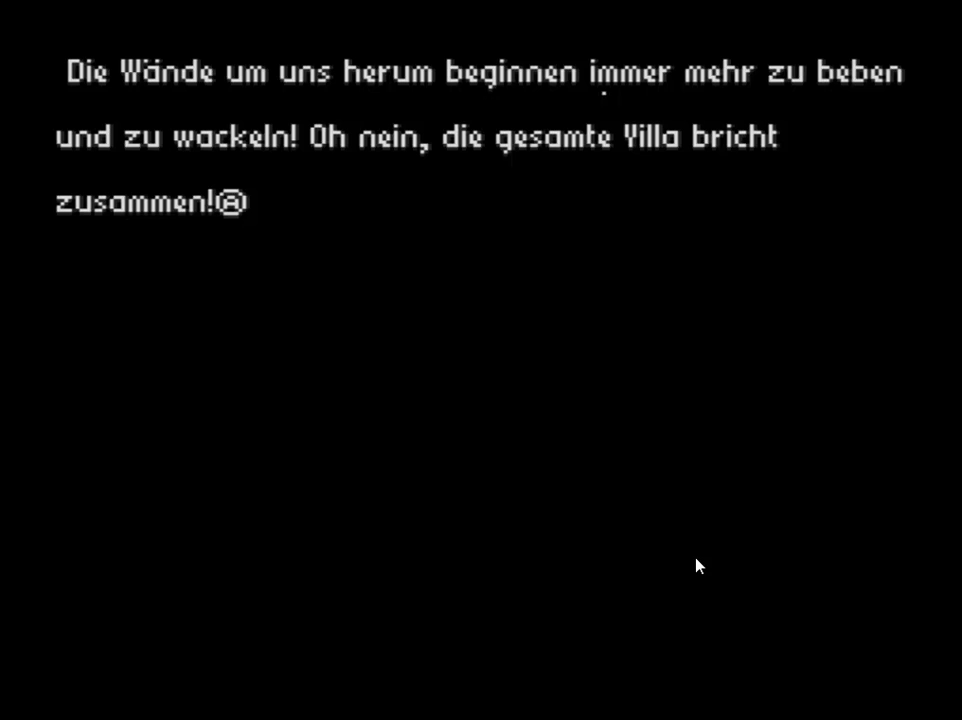 Die Wände um uns herum beginnen immer mehr zu beben
und zu wackeln! Oh nein, die gesamte Villa bricht
zusammen!Ⓐ